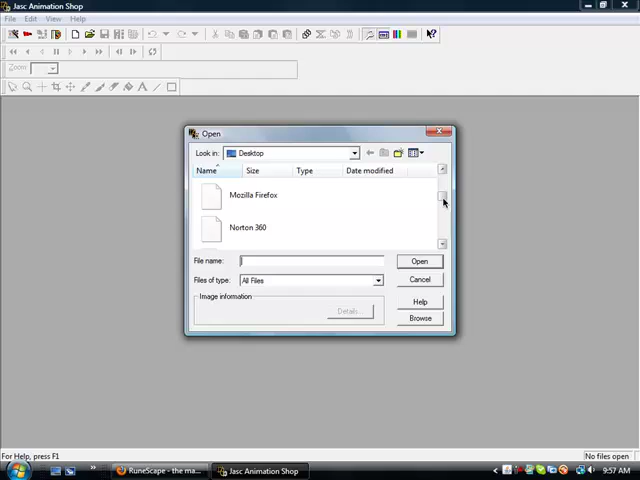 Jasc Animation Shop
File Edit View Help
Zoom
Open
Look in: Desktop
Name Size Type Date modified
Mozilla Firefox
Norton 360
File name: Open
Files of type: All Files Cancel
Image information Help
Details... Browse
For Help, press F1 No files open
RuneScape - the ma... Jasc Animation Shop 9:57 AM